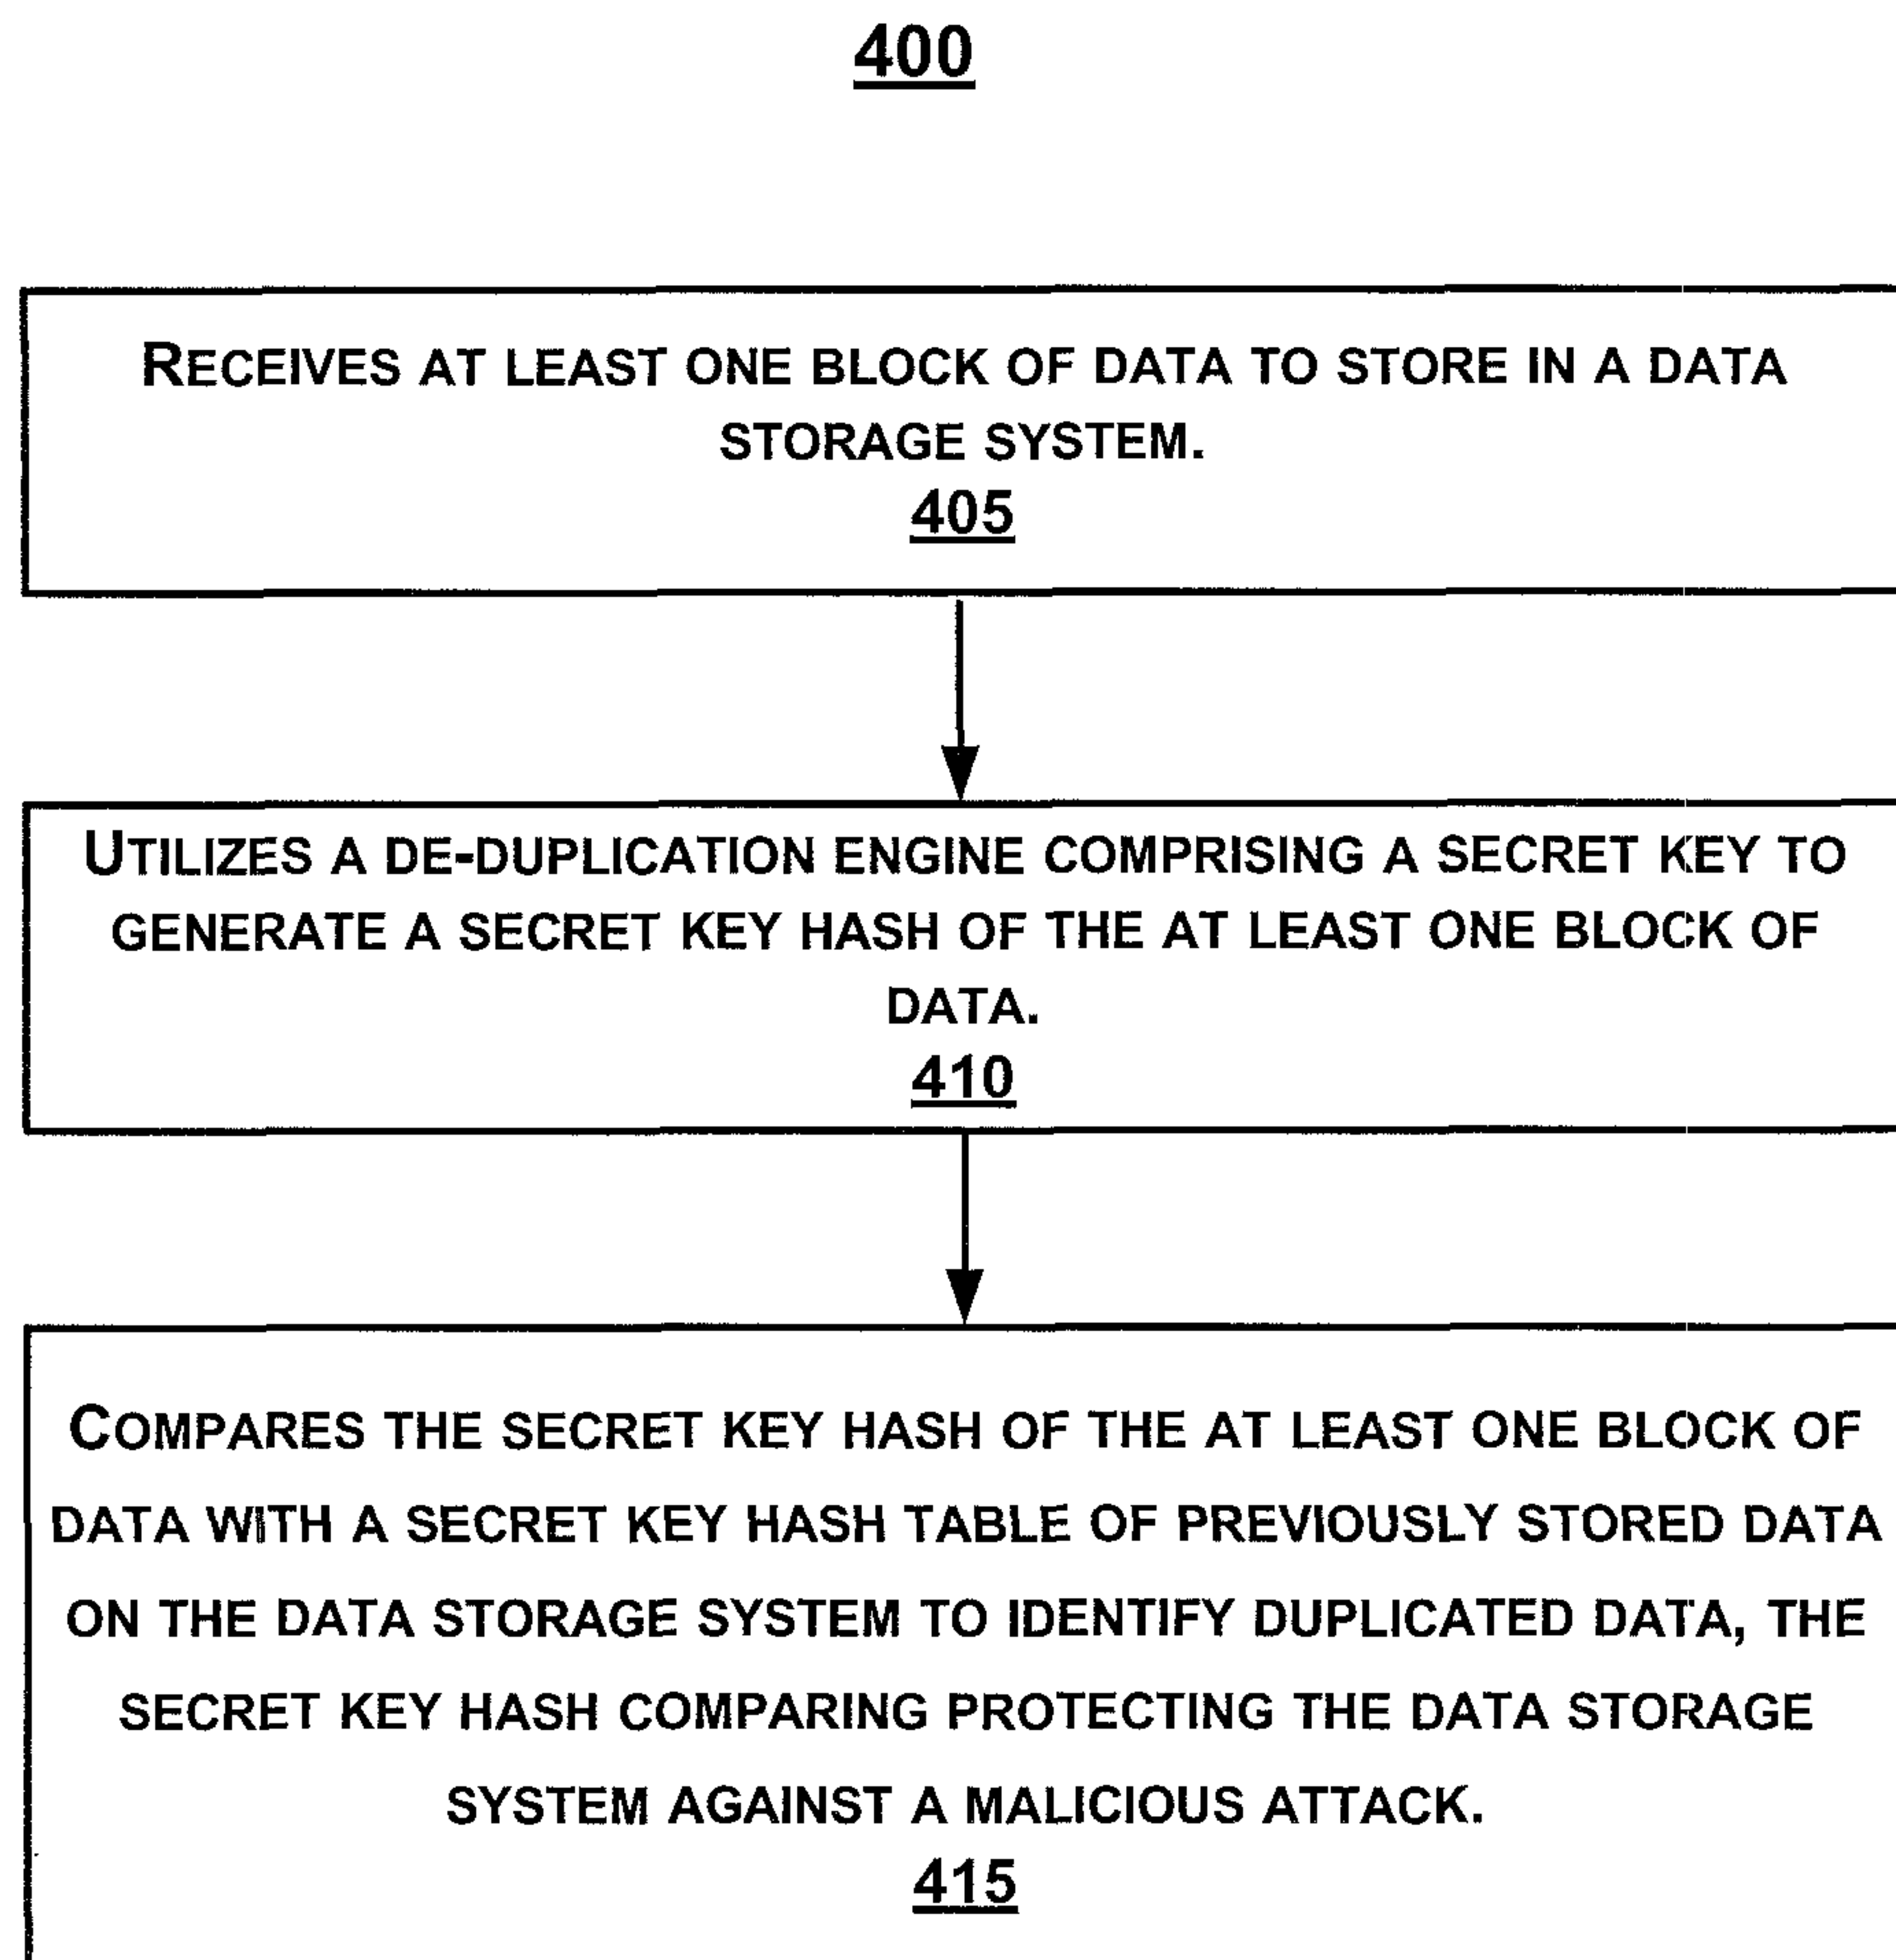 400
RECEIVES AT LEAST ONE BLOCK OF DATA TO STORE IN A DATA
STORAGE SYSTEM.
405
UTILIZES A DE-DUPLICATION ENGINE COMPRISING A SECRET KEY TO
GENERATE A SECRET KEY HASH OF THE AT LEAST ONE BLOCK OF
DATA.
410
COMPARES THE SECRET KEY HASH OF THE AT LEAST ONE BLOCK OF
DATA WITH A SECRET KEY HASH TABLE OF PREVIOUSLY STORED DATA
ON THE DATA STORAGE SYSTEM TO IDENTIFY DUPLICATED DATA, THE
SECRET KEY HASH COMPARING PROTECTING THE DATA STORAGE
SYSTEM AGAINST A MALICIOUS ATTACK.
415